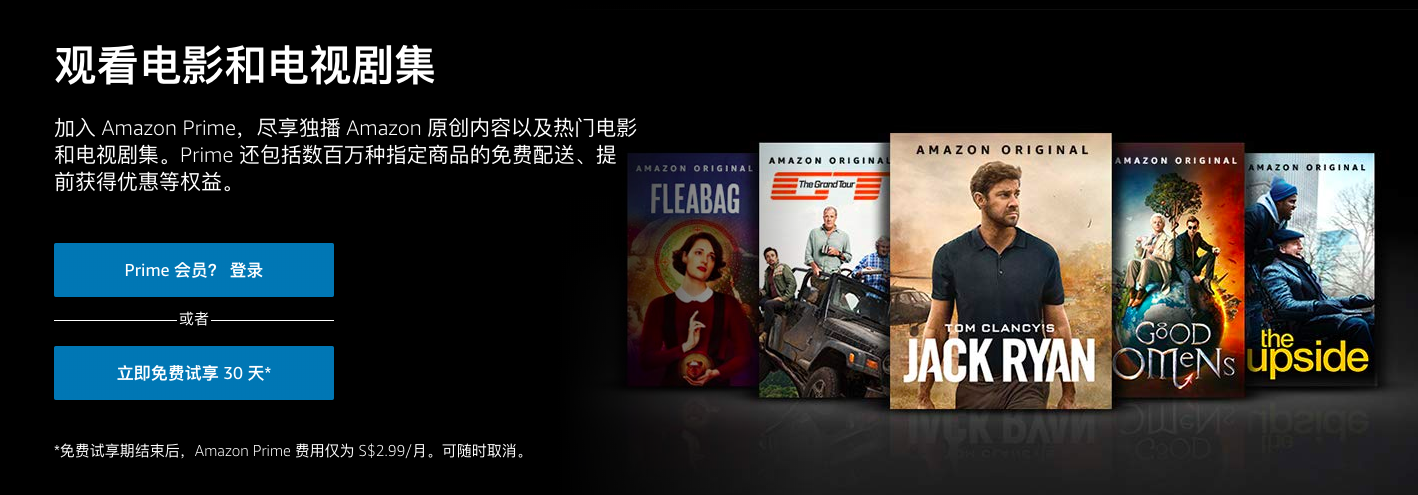 观看电影和电视剧集
加入 Amazon Prime，尽享独播 Amazon 原创内容以及热门电影
和电视剧集。Prime 还包括数百万种指定商品的免费配送、提
前获得优惠等权益。
Prime 会员？ 登录
或者
立即免费试享 30 天*
*免费试享期结束后，Amazon Prime 费用仅为 S$2.99/月。可随时取消。
AMAZON ORIGINAL
FLEABAG
AMAZON ORIGINAL
The Grand Tour
AMAZON ORIGINAL
TOM CLANCY'S
JACK RYAN
AMAZON ORIGINAL
GOOD
OMENS
AMAZON ORIGINAL
the
upside